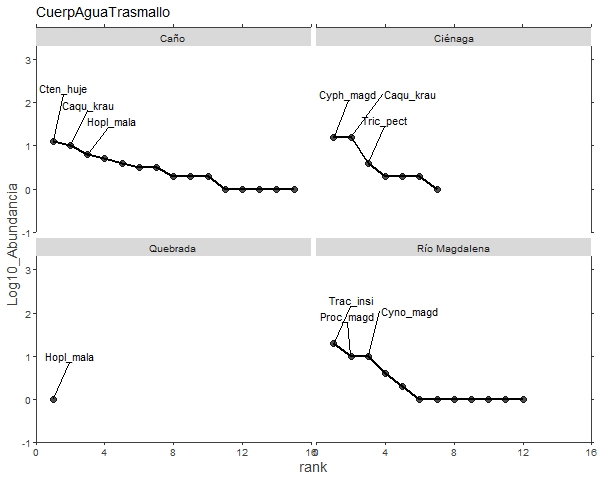 CuerpAguaTrasmallo
Caño
Ciénaga
3
2
1
0
-1
Cten_huje
Caqu_krau
Hopl_mala
Cyph_magd
Caqu_krau
Tric_pect
Quebrada
Río Magdalena
3
2
1
0
-1
Hopl_mala
Trac_insi
Proc_magd
Cyno_magd
0 4 8 12 16 0 4 8 12 16
rank
Log10_Abundancia